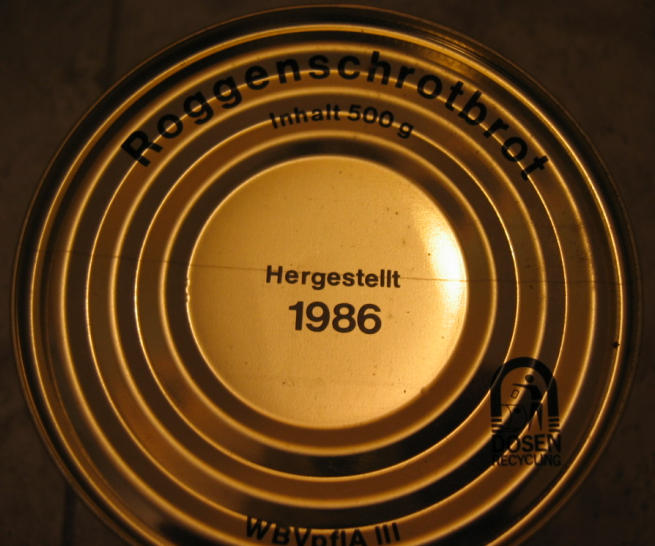 Roggenschrotbrot
Inhalt 500 g
Hergestellt
1986
DOSEN
RECYCLING
WBVpflA III